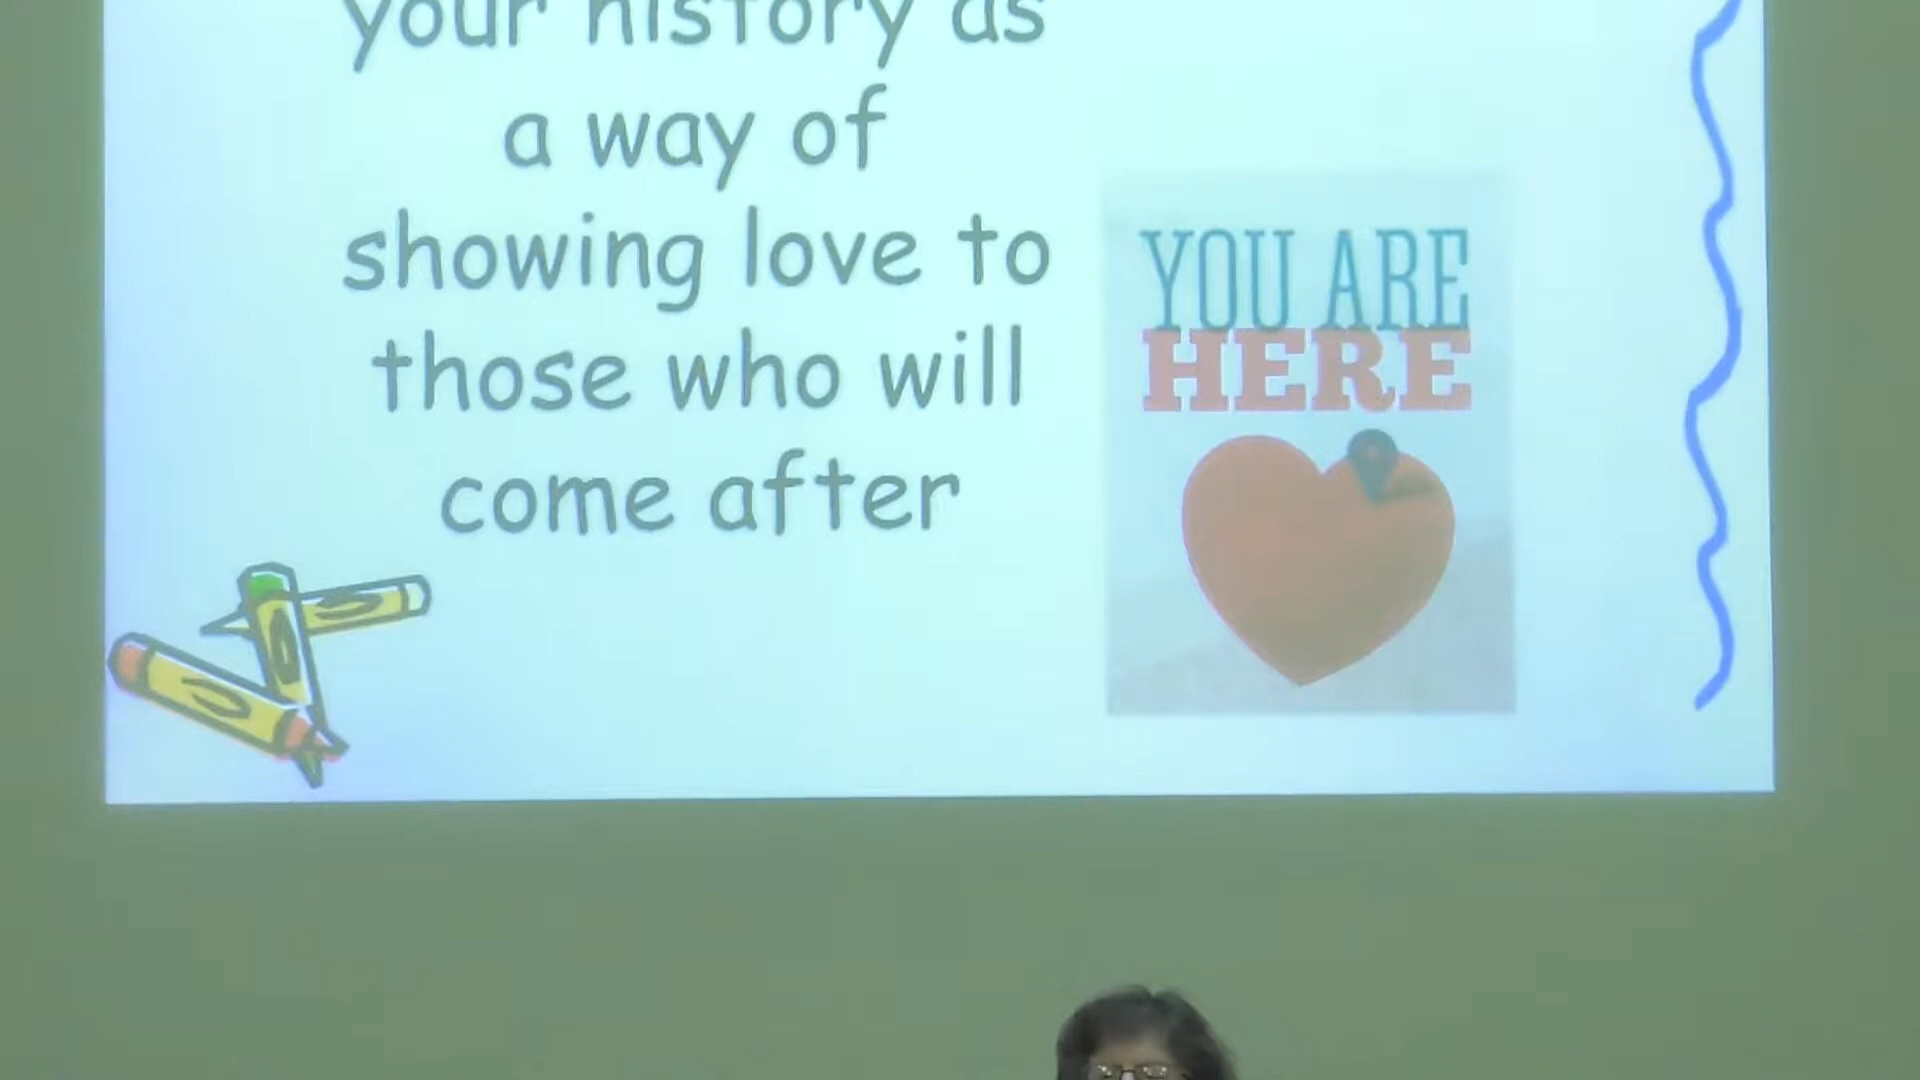 your history as
a way of
showing love to
those who will
come after
YOU ARE
HERE